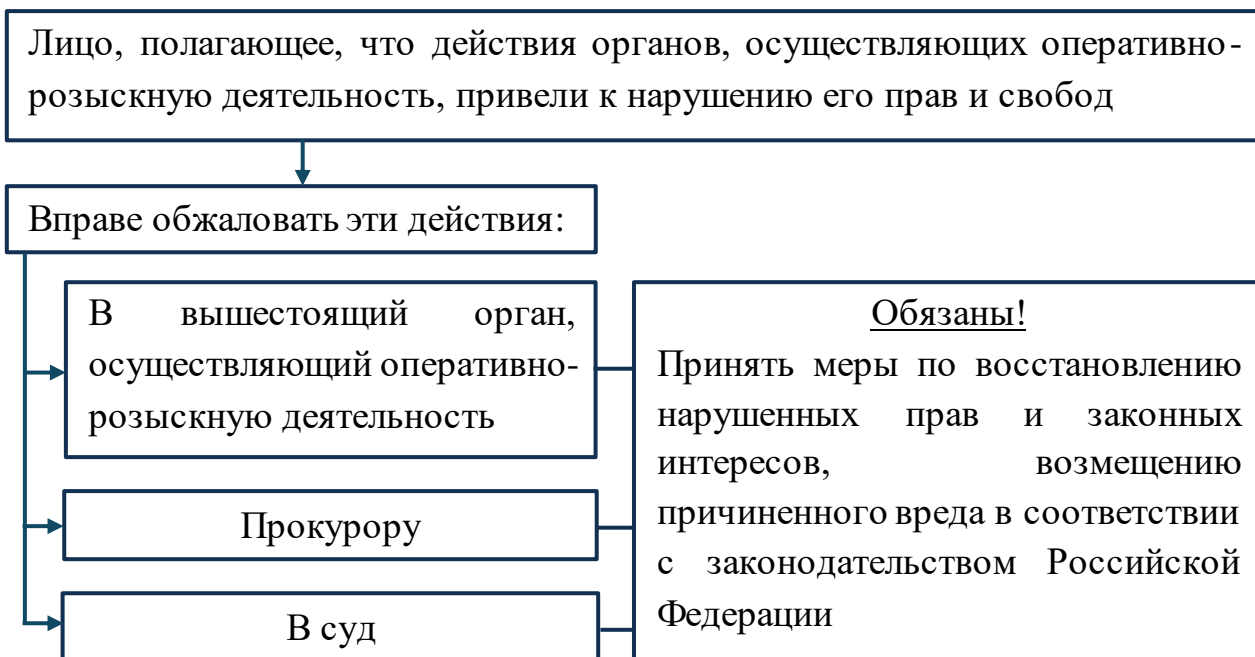 Лицо, полагающее, что действия органов, осуществляющих оперативно-
розыскную деятельность, привели к нарушению его прав и свобод
Вправе обжаловать эти действия:
В вышестоящий орган,
осуществляющий оперативно-
розыскную деятельность
Прокурору
В суд
Обязаны!
Принять меры по восстановлению
нарушенных прав и законных
интересов, возмещению
причиненного вреда в соответствии
с законодательством Российской
Федерации